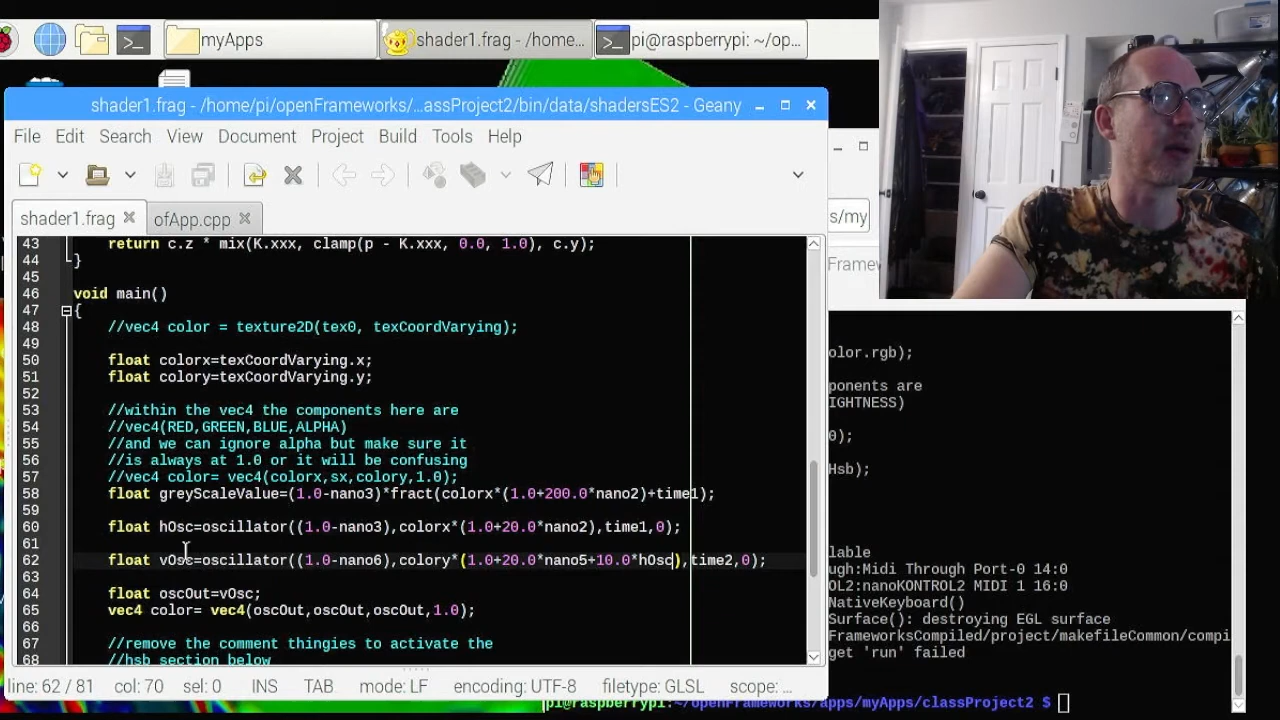 myApps
shader1.frag - /home...
pi@raspberrypi: ~/op...
shader1.frag - /home/pi/openFrameworks/...assProject2/bin/data/shadersES2 - Geany
File Edit Search View Document Project Build Tools Help
shader1.frag
ofApp.cpp
s/my
Framew
43 return c.z * mix(K.xxx, clamp(p - K.xxx, 0.0, 1.0), c.y);
44 }
45
46 void main()
47 {
48 //vec4 color = texture2D(tex0, texCoordVarying);
49
50 float colorx=texCoordVarying.x;
51 float colory=texCoordVarying.y;
52
53 //within the vec4 the components here are
54 //vec4(RED,GREEN,BLUE,ALPHA)
55 //and we can ignore alpha but make sure it
56 //is always at 1.0 or it will be confusing
57 //vec4 color= vec4(colorx,sx,colory,1.0);
58 float greyScaleValue=(1.0-nano3)*fract(colorx*(1.0+200.0*nano2)+time1);
59
60 float hOsc=oscillator((1.0-nano3),colorx*(1.0+20.0*nano2),time1,0);
61
62 float vOsc=oscillator((1.0-nano6),colory*(1.0+20.0*nano5+10.0*hOsc),time2,0);
63
64 float oscOut=vOsc;
65 vec4 color= vec4(oscOut,oscOut,oscOut,1.0);
66
67 //remove the comment thingies to activate the
68 //hsb section below
line: 62 / 81 col: 70 sel: 0 INS TAB mode: LF encoding: UTF-8 filetype: GLSL scope: ...
olor.rgb);
ponents are
IGHTNESS)
0);
Hsb);
lable
ugh:Midi Through Port-0 14:0
OL2:nanoKONTROL2 MIDI 1 16:0
NativeKeyboard()
Surface(): destroying EGL surface
FrameworksCompiled/project/makefileCommon/compi
get 'run' failed
pi@raspberrypi:~/openFrameworks/apps/myApps/classProject2 $